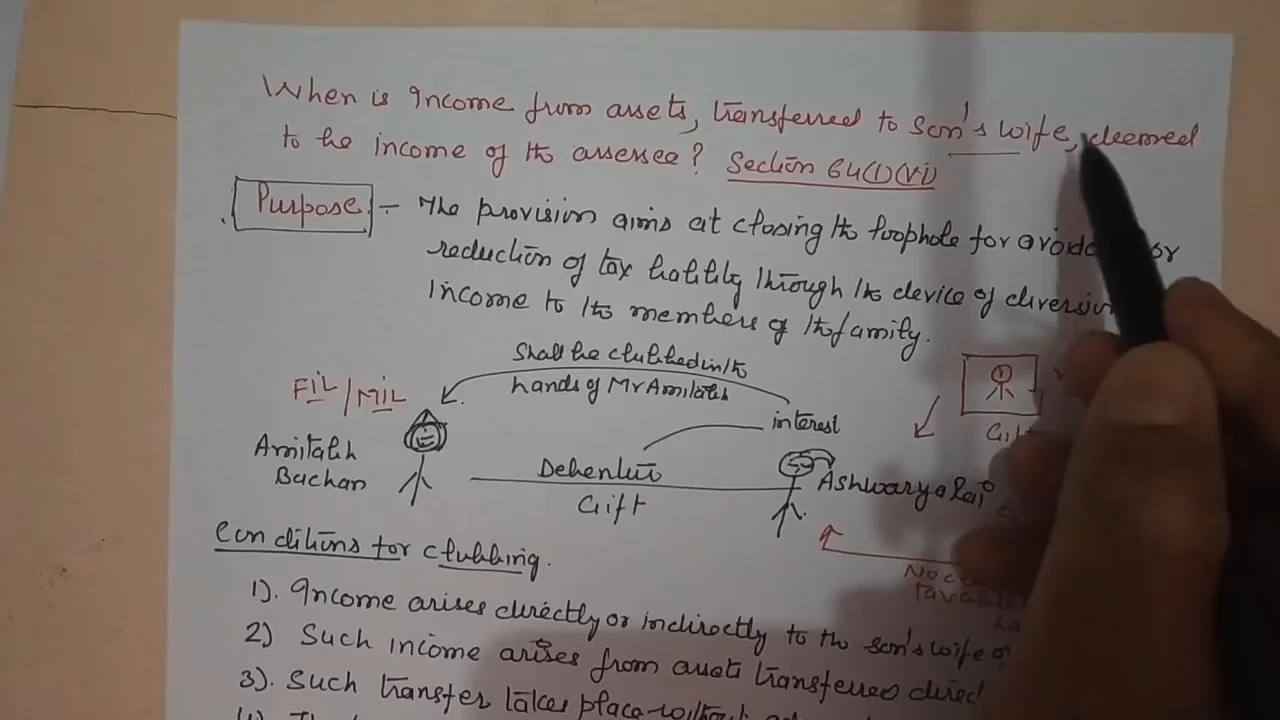 When is Income from assets, transferred to Son's wife, deemed
to the income of the assessee? Section 64(1)(vi)
Purpose - The provision aims at closing the loophole for or
reduction of tax liability through the device of
Income to the members of the family.
Shall be clubbed in the
hands of Mr Amitabh
FIL/MIL
interest
Gift
Amitabh
Bachan
Debenture
Gift
Ashwarya Rai
Conditions for clubbing.
No
1). Income arises directly or indirectly to the son's wife
2) Such income arises from assets transferred
3). Such transfer takes place without